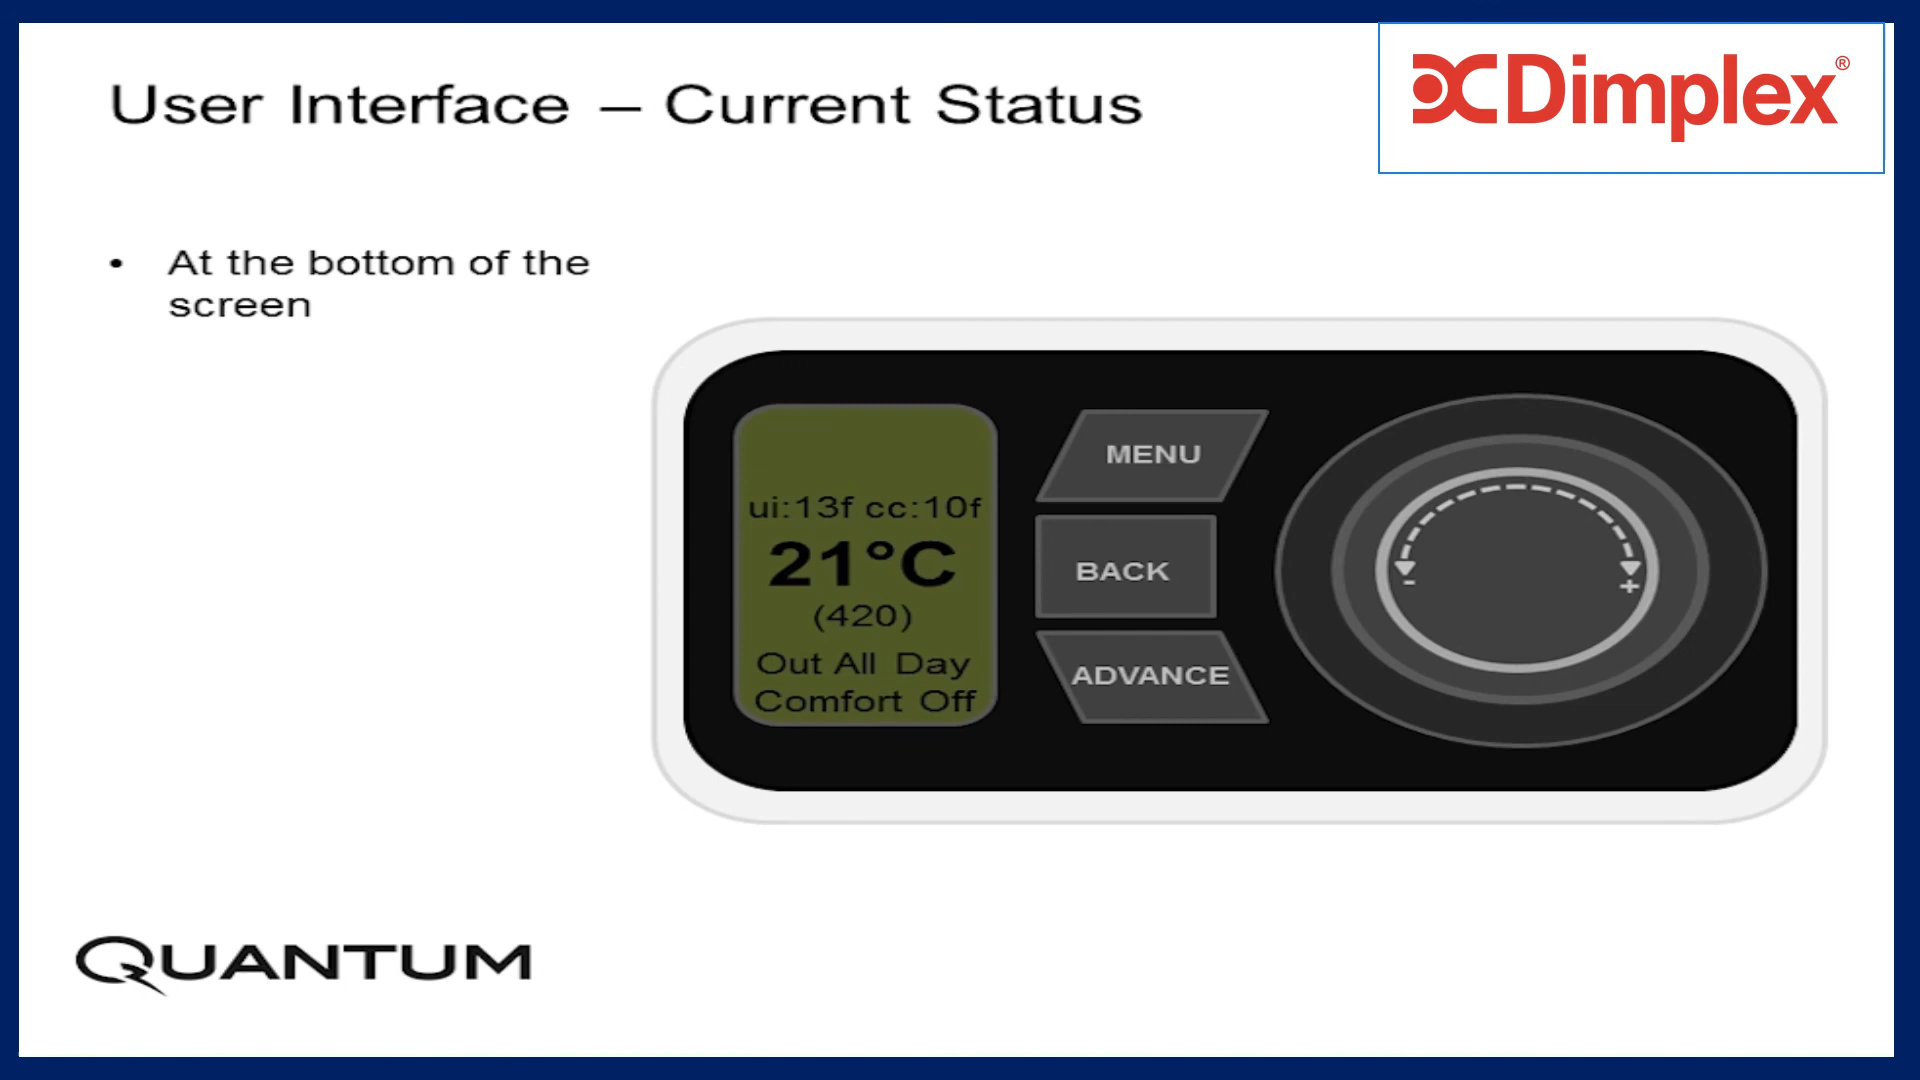 User Interface – Current Status
Dimplex®
• At the bottom of the
screen
ui:13f cc:10f
21°C
(420)
Out All Day
Comfort Off
MENU
BACK
ADVANCE
- +
QUANTUM